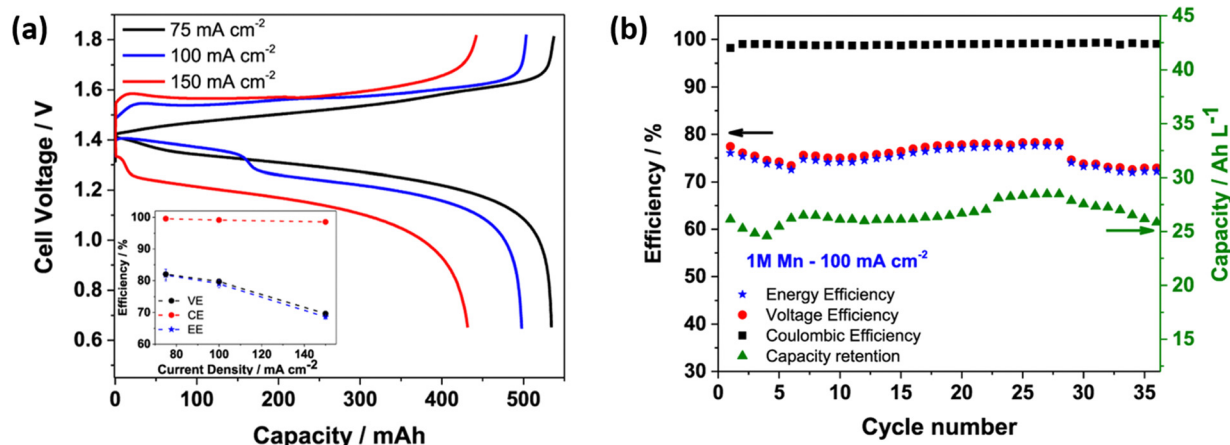 (a)
75 mA cm-2
100 mA cm-2
150 mA cm-2
1.8
1.6
1.4
1.2
1.0
0.8
0.6
Cell Voltage / V
0 100 200 300 400 500
Capacity / mAh
100
90
80
70
60
Efficiency / %
VE
CE
EE
80 100 120 140
Current Density / mA cm-2
(b)
100
90
80
70
60
50
40
30
Efficiency / %
45
40
35
30
25
20
15
Capacity / Ah L-1
1M Mn - 100 mA cm-2
Energy Efficiency
Voltage Efficiency
Coulombic Efficiency
Capacity retention
0 5 10 15 20 25 30 35
Cycle number